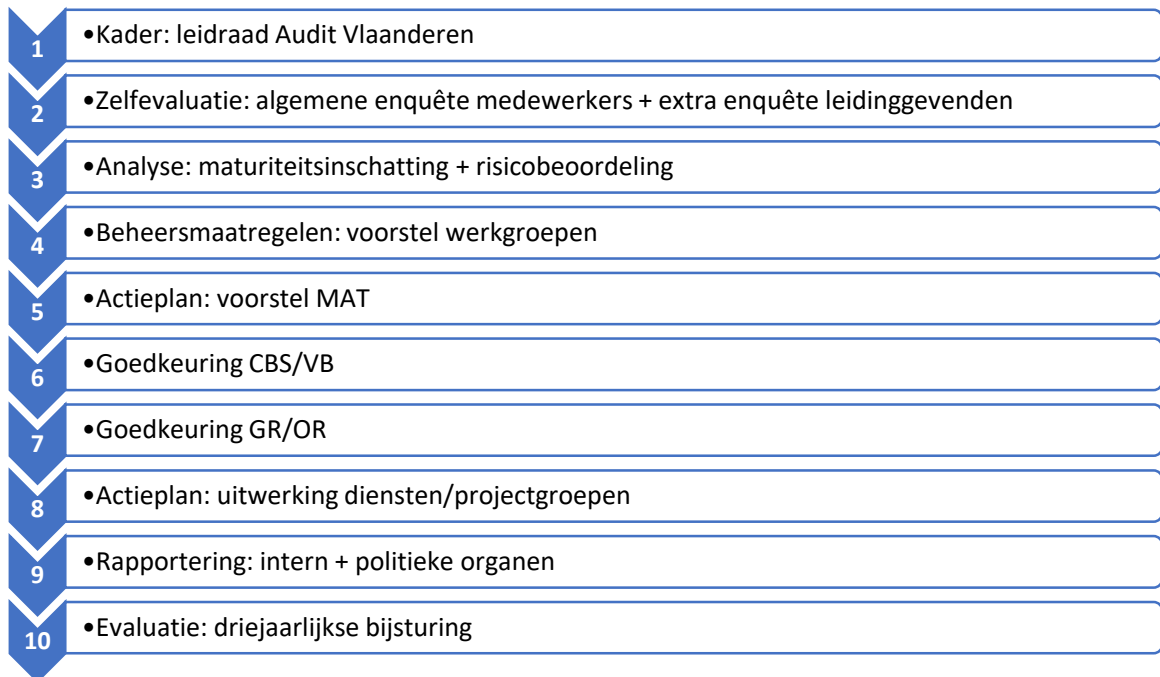 1
•Kader: leidraad Audit Vlaanderen
2
•Zelfevaluatie: algemene enquête medewerkers + extra enquête leidinggevenden
3
•Analyse: maturiteitsinschatting + risicobeoordeling
4
•Beheersmaatregelen: voorstel werkgroepen
5
•Actieplan: voorstel MAT
6
•Goedkeuring CBS/VB
7
•Goedkeuring GR/OR
8
•Actieplan: uitwerking diensten/projectgroepen
9
•Rapportering: intern + politieke organen
10
•Evaluatie: driejaarlijkse bijsturing